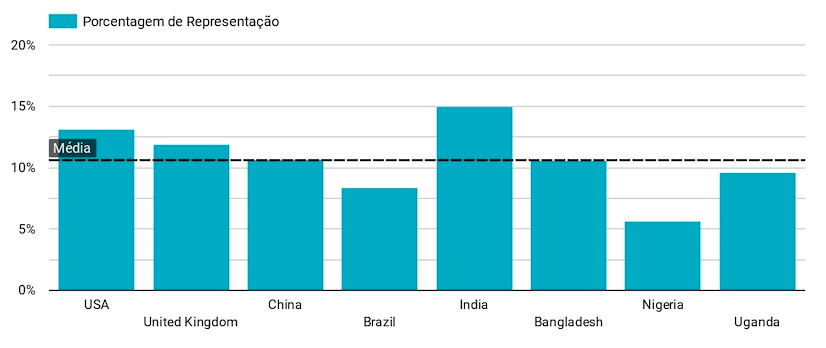 Porcentagem de Representação
20%
15%
Média
10%
5%
0%
USA
United Kingdom
China
Brazil
India
Bangladesh
Nigeria
Uganda